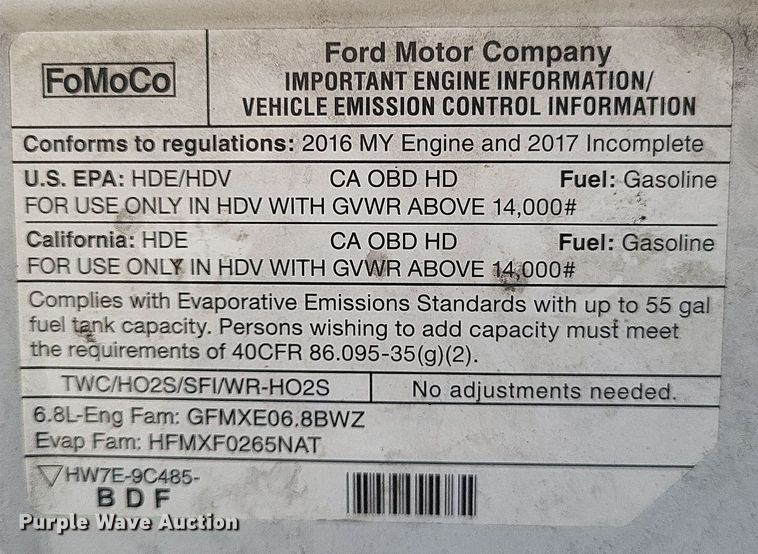 FoMoCo
Ford Motor Company
IMPORTANT ENGINE INFORMATION/
VEHICLE EMISSION CONTROL INFORMATION
Conforms to regulations: 2016 MY Engine and 2017 Incomplete
U.S. EPA: HDE/HDV CA OBD HD Fuel: Gasoline
FOR USE ONLY IN HDV WITH GVWR ABOVE 14,000#
California: HDE CA OBD HD Fuel: Gasoline
FOR USE ONLY IN HDV WITH GVWR ABOVE 14,000#
Complies with Evaporative Emissions Standards with up to 55 gal
fuel tank capacity. Persons wishing to add capacity must meet
the requirements of 40CFR 86.095-35(g)(2).
TWC/HO2S/SFI/WR-HO2S No adjustments needed.
6.8L-Eng Fam: GFMXE06.8BWZ
Evap Fam: HFMXF0265NAT
HW7E-9C485-
B D F
Purple Wave Auction